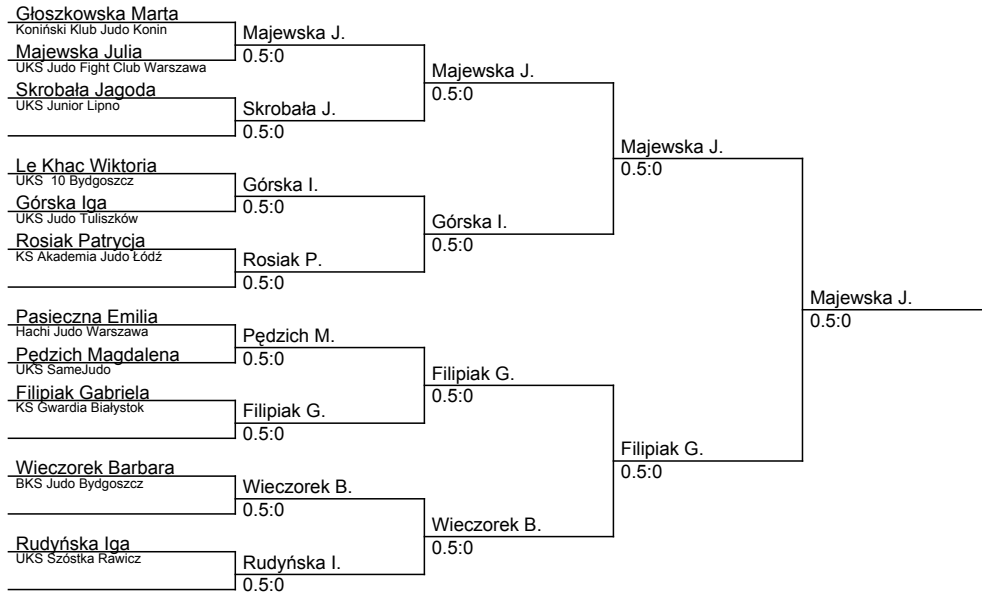 Głoszkowska Marta
Koniński Klub Judo Konin
Majewska Julia
UKS Judo Fight Club Warszawa
Skrobała Jagoda
UKS Junior Lipno
Le Khac Wiktoria
UKS  10 Bydgoszcz
Górska Iga
UKS Judo Tuliszków
Rosiak Patrycja
KS Akademia Judo Łódź
Pasieczna Emilia
Hachi Judo Warszawa
Pędzich Magdalena
UKS SameJudo
Filipiak Gabriela
KS Gwardia Białystok
Wieczorek Barbara
BKS Judo Bydgoszcz
Rudyńska Iga
UKS Szóstka Rawicz
Majewska J.
0.5:0
Skrobała J.
0.5:0
Górska I.
0.5:0
Rosiak P.
0.5:0
Pędzich M.
0.5:0
Filipiak G.
0.5:0
Wieczorek B.
0.5:0
Rudyńska I.
0.5:0
Majewska J.
0.5:0
Górska I.
0.5:0
Filipiak G.
0.5:0
Wieczorek B.
0.5:0
Majewska J.
0.5:0
Filipiak G.
0.5:0
Majewska J.
0.5:0